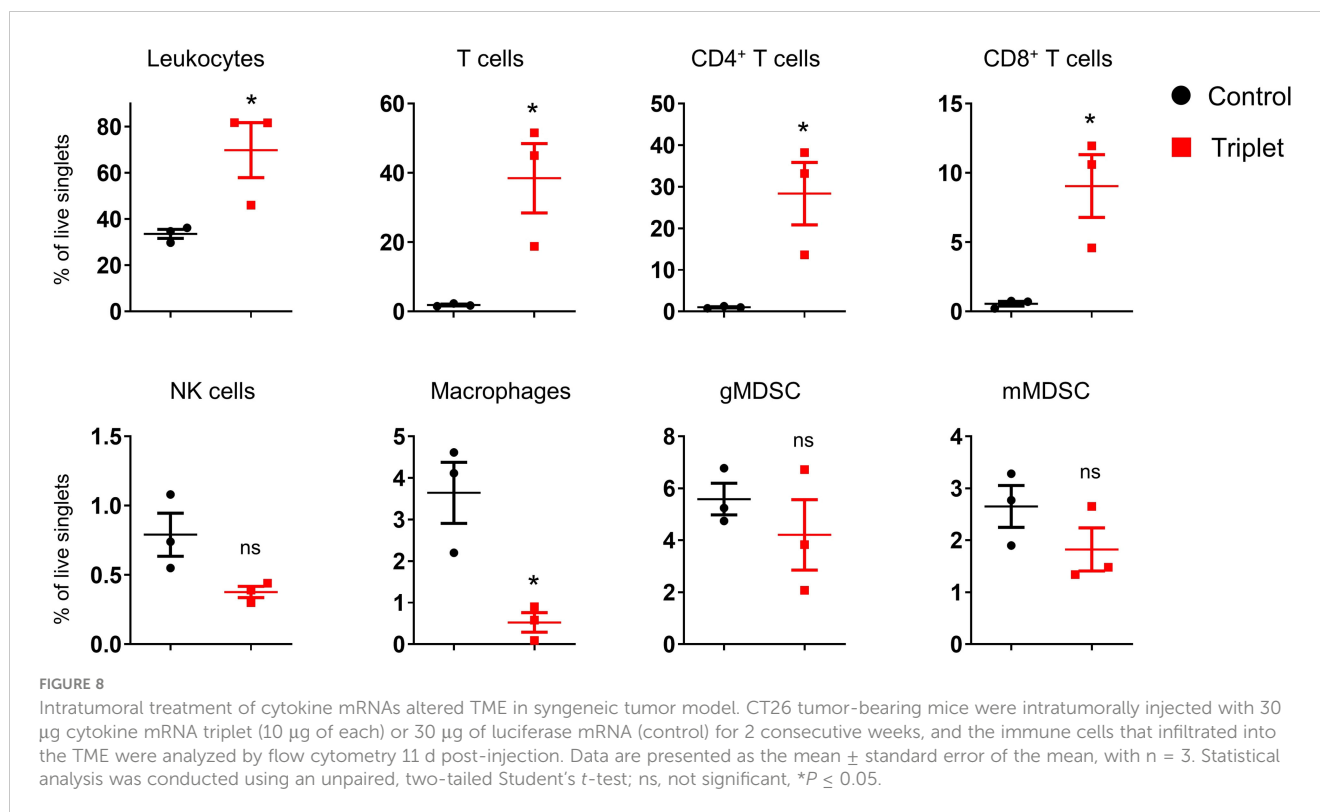 Leukocytes
T cells
CD4⁺ T cells
CD8⁺ T cells
Control
Triplet
% of live singlets
80
60
40
20
0
*
60
40
20
0
*
50
40
30
20
10
0
*
15
10
5
0
*
NK cells
Macrophages
gMDSC
mMDSC
% of live singlets
1.5
1.0
0.5
0.0
ns
5
4
3
2
1
0
*
8
6
4
2
0
ns
4
3
2
1
0
ns
FIGURE 8
Intratumoral treatment of cytokine mRNAs altered TME in syngeneic tumor model. CT26 tumor-bearing mice were intratumorally injected with 30
µg cytokine mRNA triplet (10 µg of each) or 30 µg of luciferase mRNA (control) for 2 consecutive weeks, and the immune cells that infiltrated into
the TME were analyzed by flow cytometry 11 d post-injection. Data are presented as the mean ± standard error of the mean, with n = 3. Statistical
analysis was conducted using an unpaired, two-tailed Student's t-test; ns, not significant, *P ≤ 0.05.